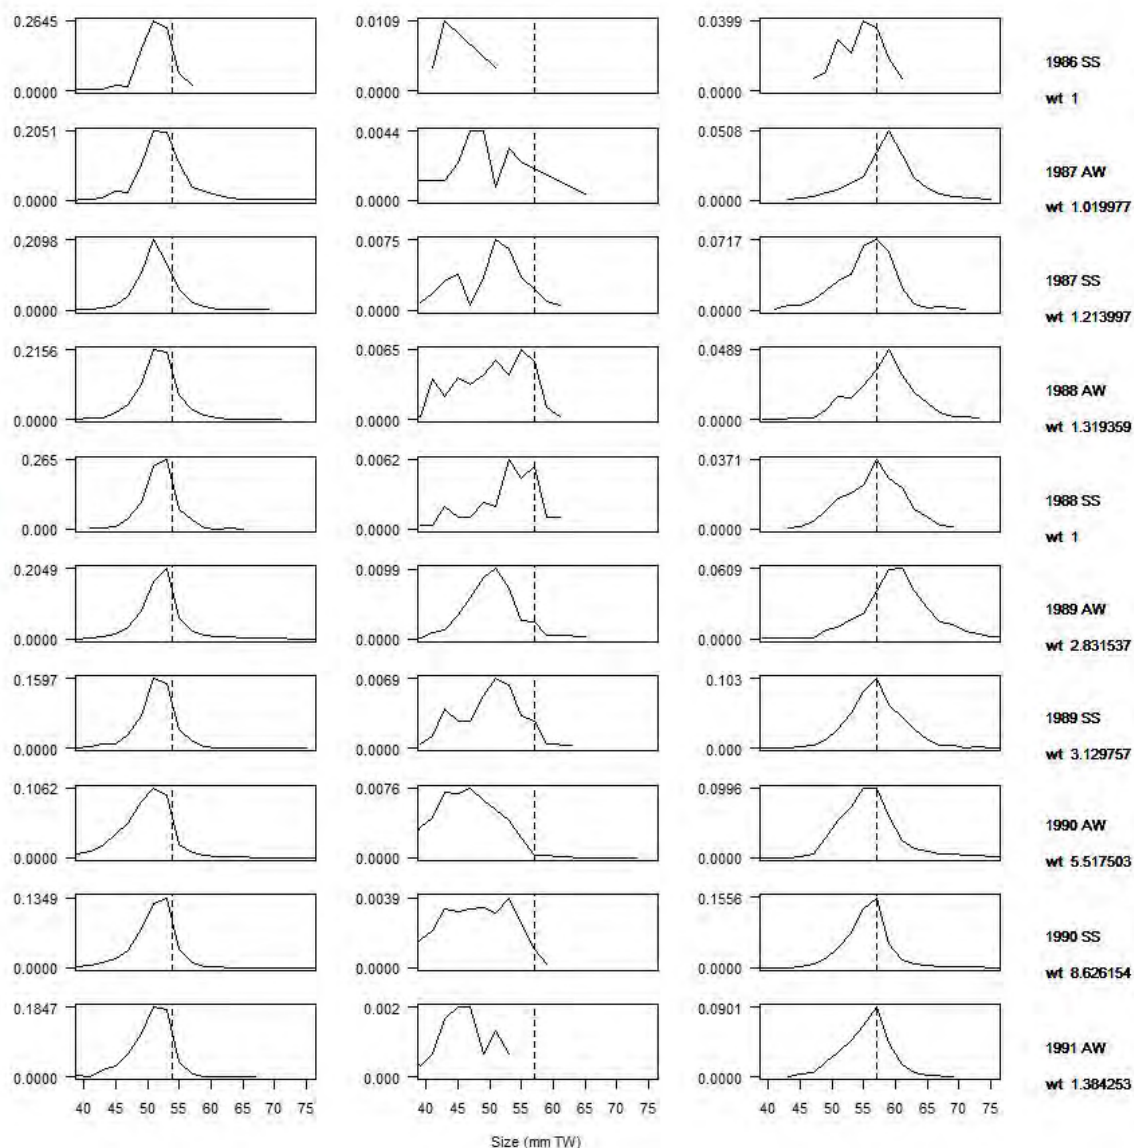 0.2645 0.0109 0.0399
1986 SS
0.0000 0.0000 0.0000
wt 1
0.2051 0.0044 0.0508
1987 AW
0.0000 0.0000 0.0000
wt 1.019977
0.2098 0.0075 0.0717
1987 SS
0.0000 0.0000 0.0000
wt 1.213997
0.2156 0.0065 0.0489
1988 AW
0.0000 0.0000 0.0000
wt 1.319359
0.265 0.0062 0.0371
1988 SS
0.000 0.0000 0.0000
wt 1
0.2049 0.0099 0.0609
1989 AW
0.0000 0.0000 0.0000
wt 2.831537
0.1597 0.0069 0.103
1989 SS
0.0000 0.0000 0.000
wt 3.129757
0.1062 0.0076 0.0996
1990 AW
0.0000 0.0000 0.0000
wt 5.517503
0.1349 0.0039 0.1556
1990 SS
0.0000 0.0000 0.0000
wt 8.626154
0.1847 0.002 0.0901
1991 AW
0.0000 0.000 0.0000
wt 1.384253
40 45 50 55 60 65 70 75 40 45 50 55 60 65 70 75 40 45 50 55 60 65 70 75
Size (mm TW)